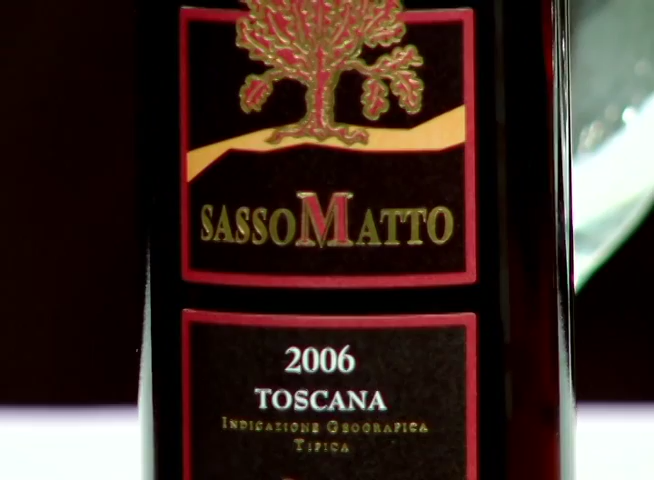 SASSOMATTO
2006
TOSCANA
INDICAZIONE GEOGRAFICA
TIPICA